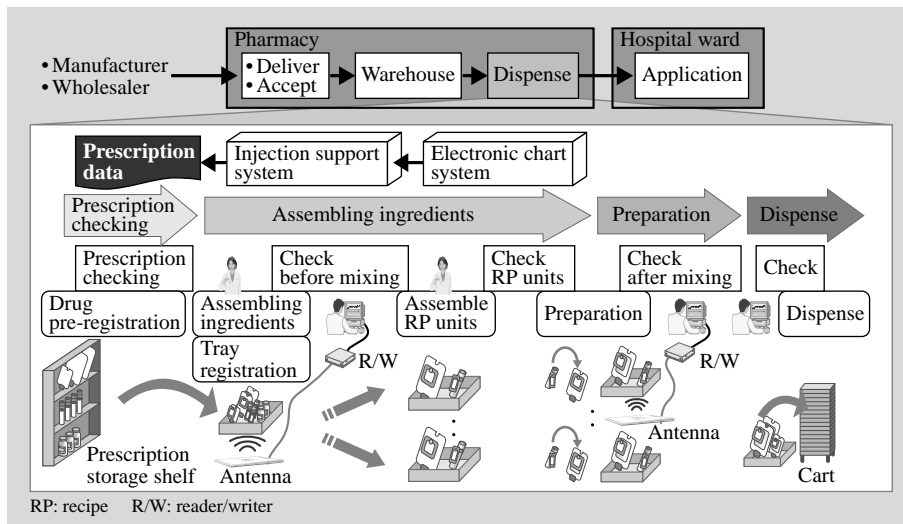 Pharmacy
Hospital ward
• Manufacturer
• Wholesaler
• Deliver
• Accept
Warehouse
Dispense
Application
Prescription
data
Injection support
system
Electronic chart
system
Prescription
checking
Assembling ingredients
Preparation
Dispense
Prescription
checking
Check
before mixing
Check
RP units
Check
after mixing
Check
Drug
pre-registration
Assembling
ingredients
Assemble
RP units
Preparation
Dispense
Tray
registration
R/W
R/W
Prescription
storage shelf
Antenna
Antenna
Cart
RP: recipe R/W: reader/writer